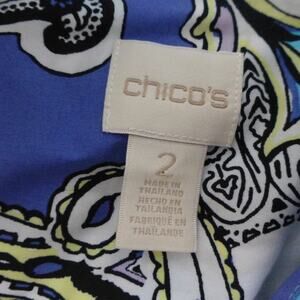 chico's
2
MADE IN
THAILAND
HECHO EN
TAILANDIA
FABRIQUÉ EN
THAÏLANDE